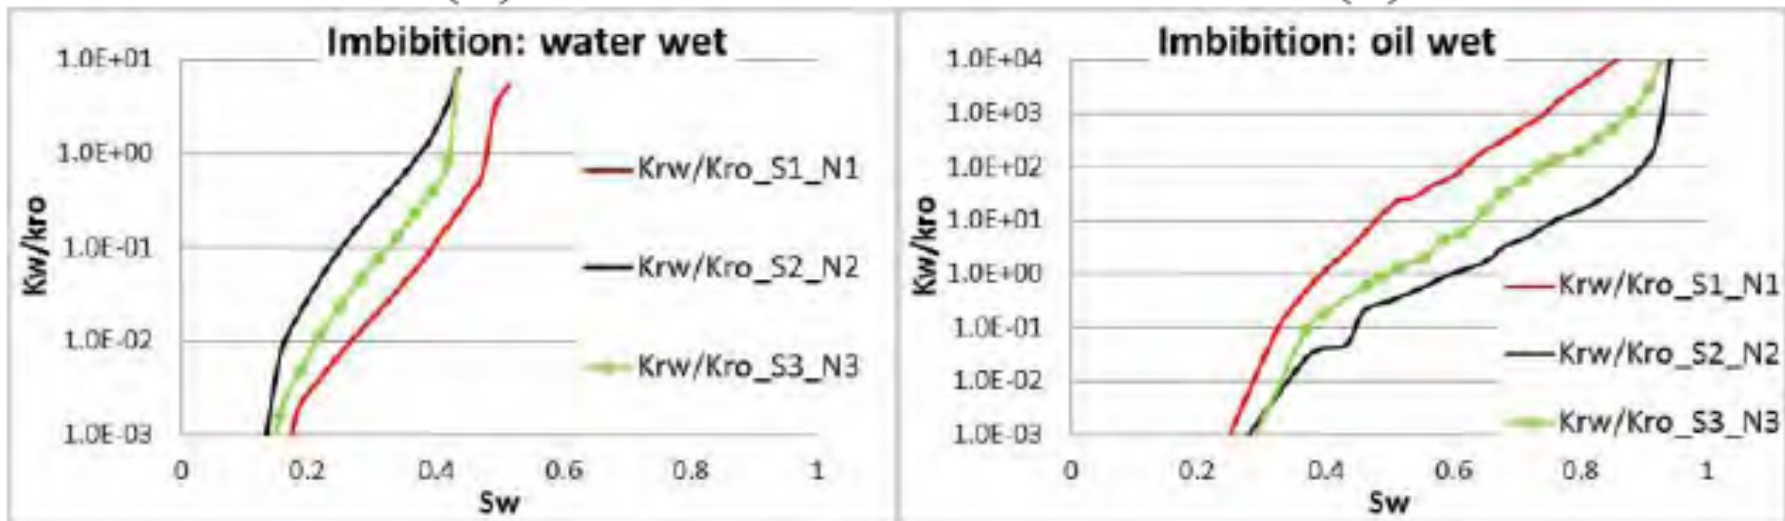 Imbibition: water wet
1.0E+01
1.0E+00
1.0E-01
1.0E-02
1.0E-03
Kw/kro
0
0.2
0.4
0.6
0.8
1
Sw
Krw/Kro_S1_N1
Krw/Kro_S2_N2
Krw/Kro_S3_N3
Imbibition: oil wet
1.0E+04
1.0E+03
1.0E+02
1.0E+01
1.0E+00
1.0E-01
1.0E-02
1.0E-03
Kw/kro
0
0.2
0.4
0.6
0.8
1
Sw
Krw/Kro_S1_N1
Krw/Kro_S2_N2
Krw/Kro_S3_N3